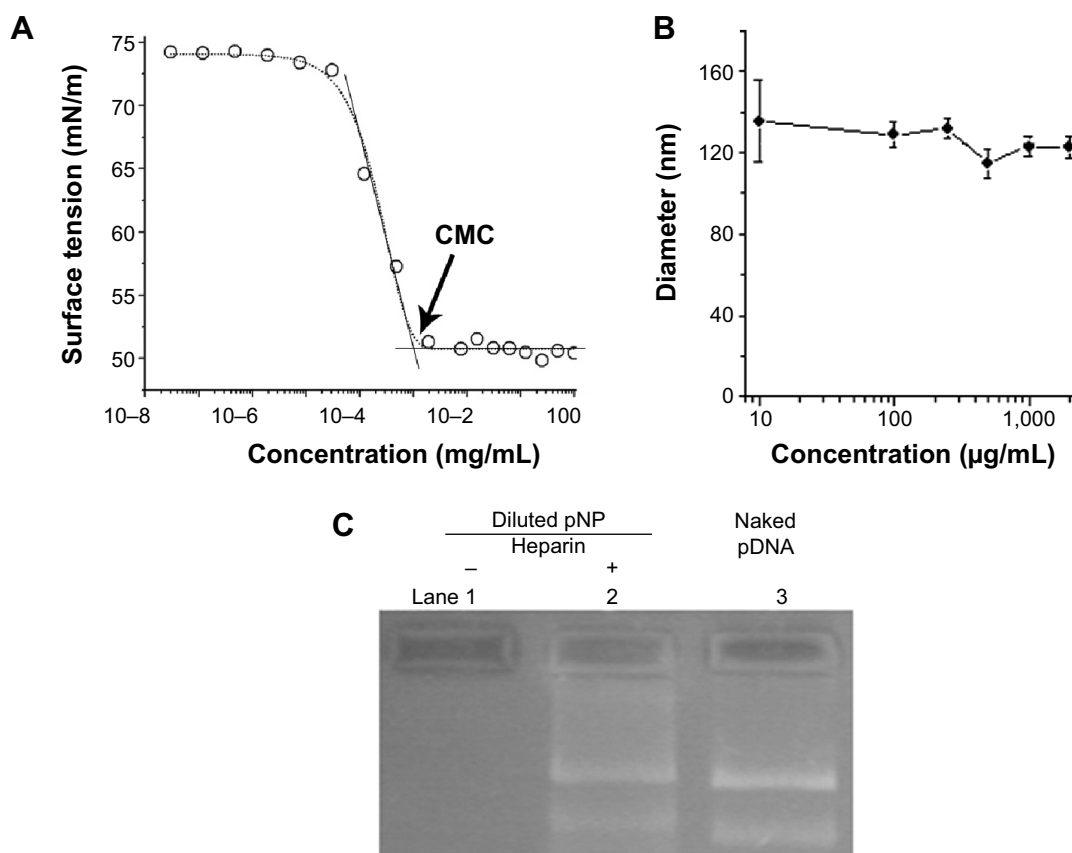 A
75
70
65
60
55
50
Surface tension (mN/m)
CMC
10–8 10–6 10–4 10–2 100
Concentration (mg/mL)
B
160
120
80
40
0
Diameter (nm)
10 100 1,000
Concentration (µg/mL)
C
Diluted pNP Naked
Heparin pDNA
– +
Lane 1 2 3